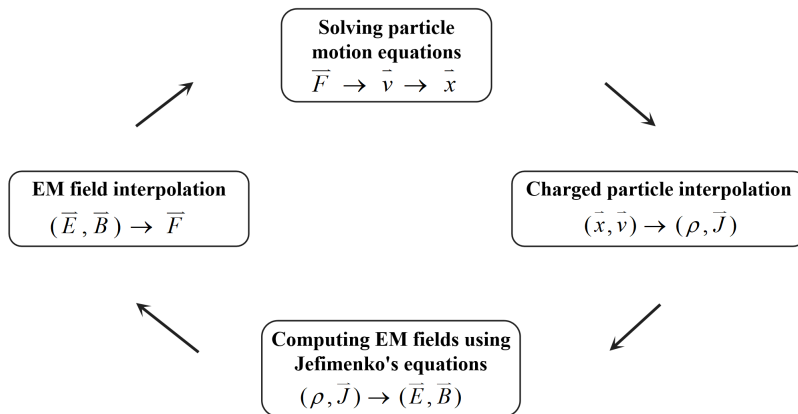 Solving particle
motion equations
F⃗ → v⃗ → x⃗
EM field interpolation
(E⃗, B⃗) → F⃗
Charged particle interpolation
(x⃗, v⃗) → (ρ, J⃗)
Computing EM fields using
Jefimenko's equations
(ρ, J⃗) → (E⃗, B⃗)